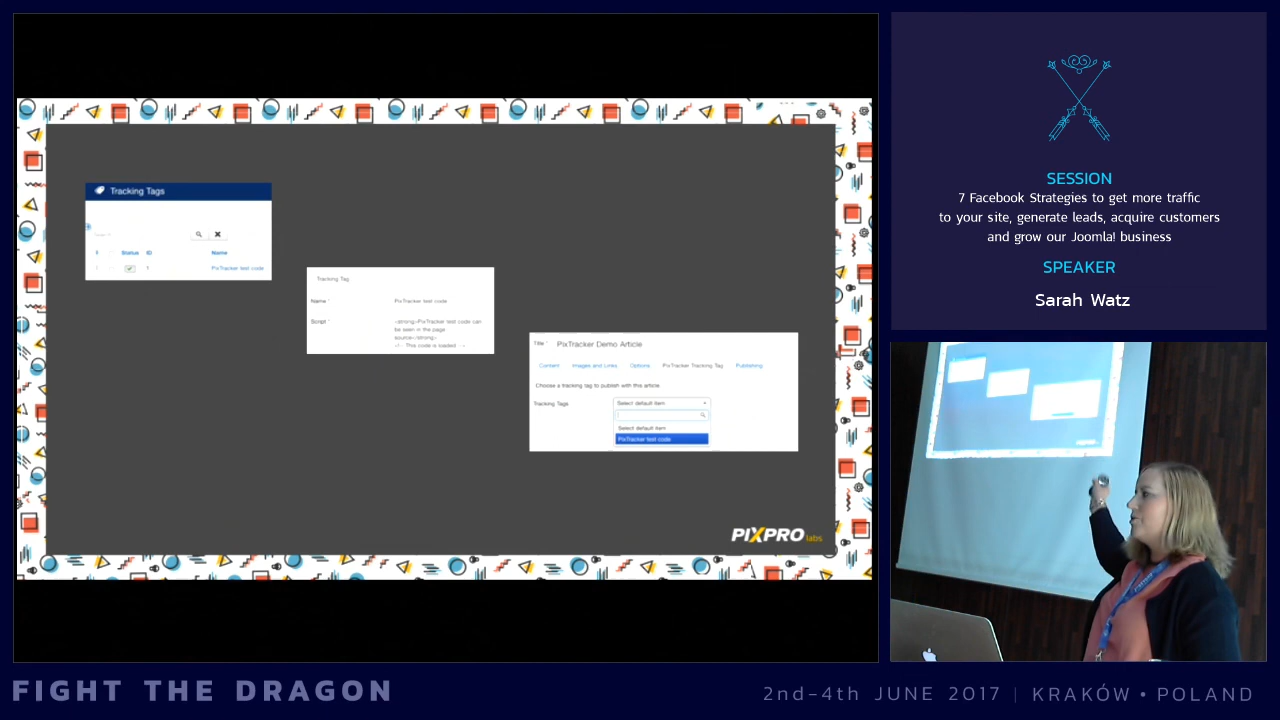 Tracking Tags
Status ID Name
1 PixTracker test code
Tracking Tag
Name * PixTracker test code
Script * <strong>PixTracker test code can
be seen in the page
source</strong>
<!-- This code is loaded -->
Title * PixTracker Demo Article
Content Images and Links Options PixTracker Tracking Tag Publishing
Choose a tracking tag to publish with this article
Tracking Tags Select default item
Select default item
PixTracker test code
PIXPRO labs
SESSION
7 Facebook Strategies to get more traffic
to your site, generate leads, acquire customers
and grow our Joomla! business
SPEAKER
Sarah Watz
FIGHT THE DRAGON
2nd-4th JUNE 2017 | KRAKÓW • POLAND